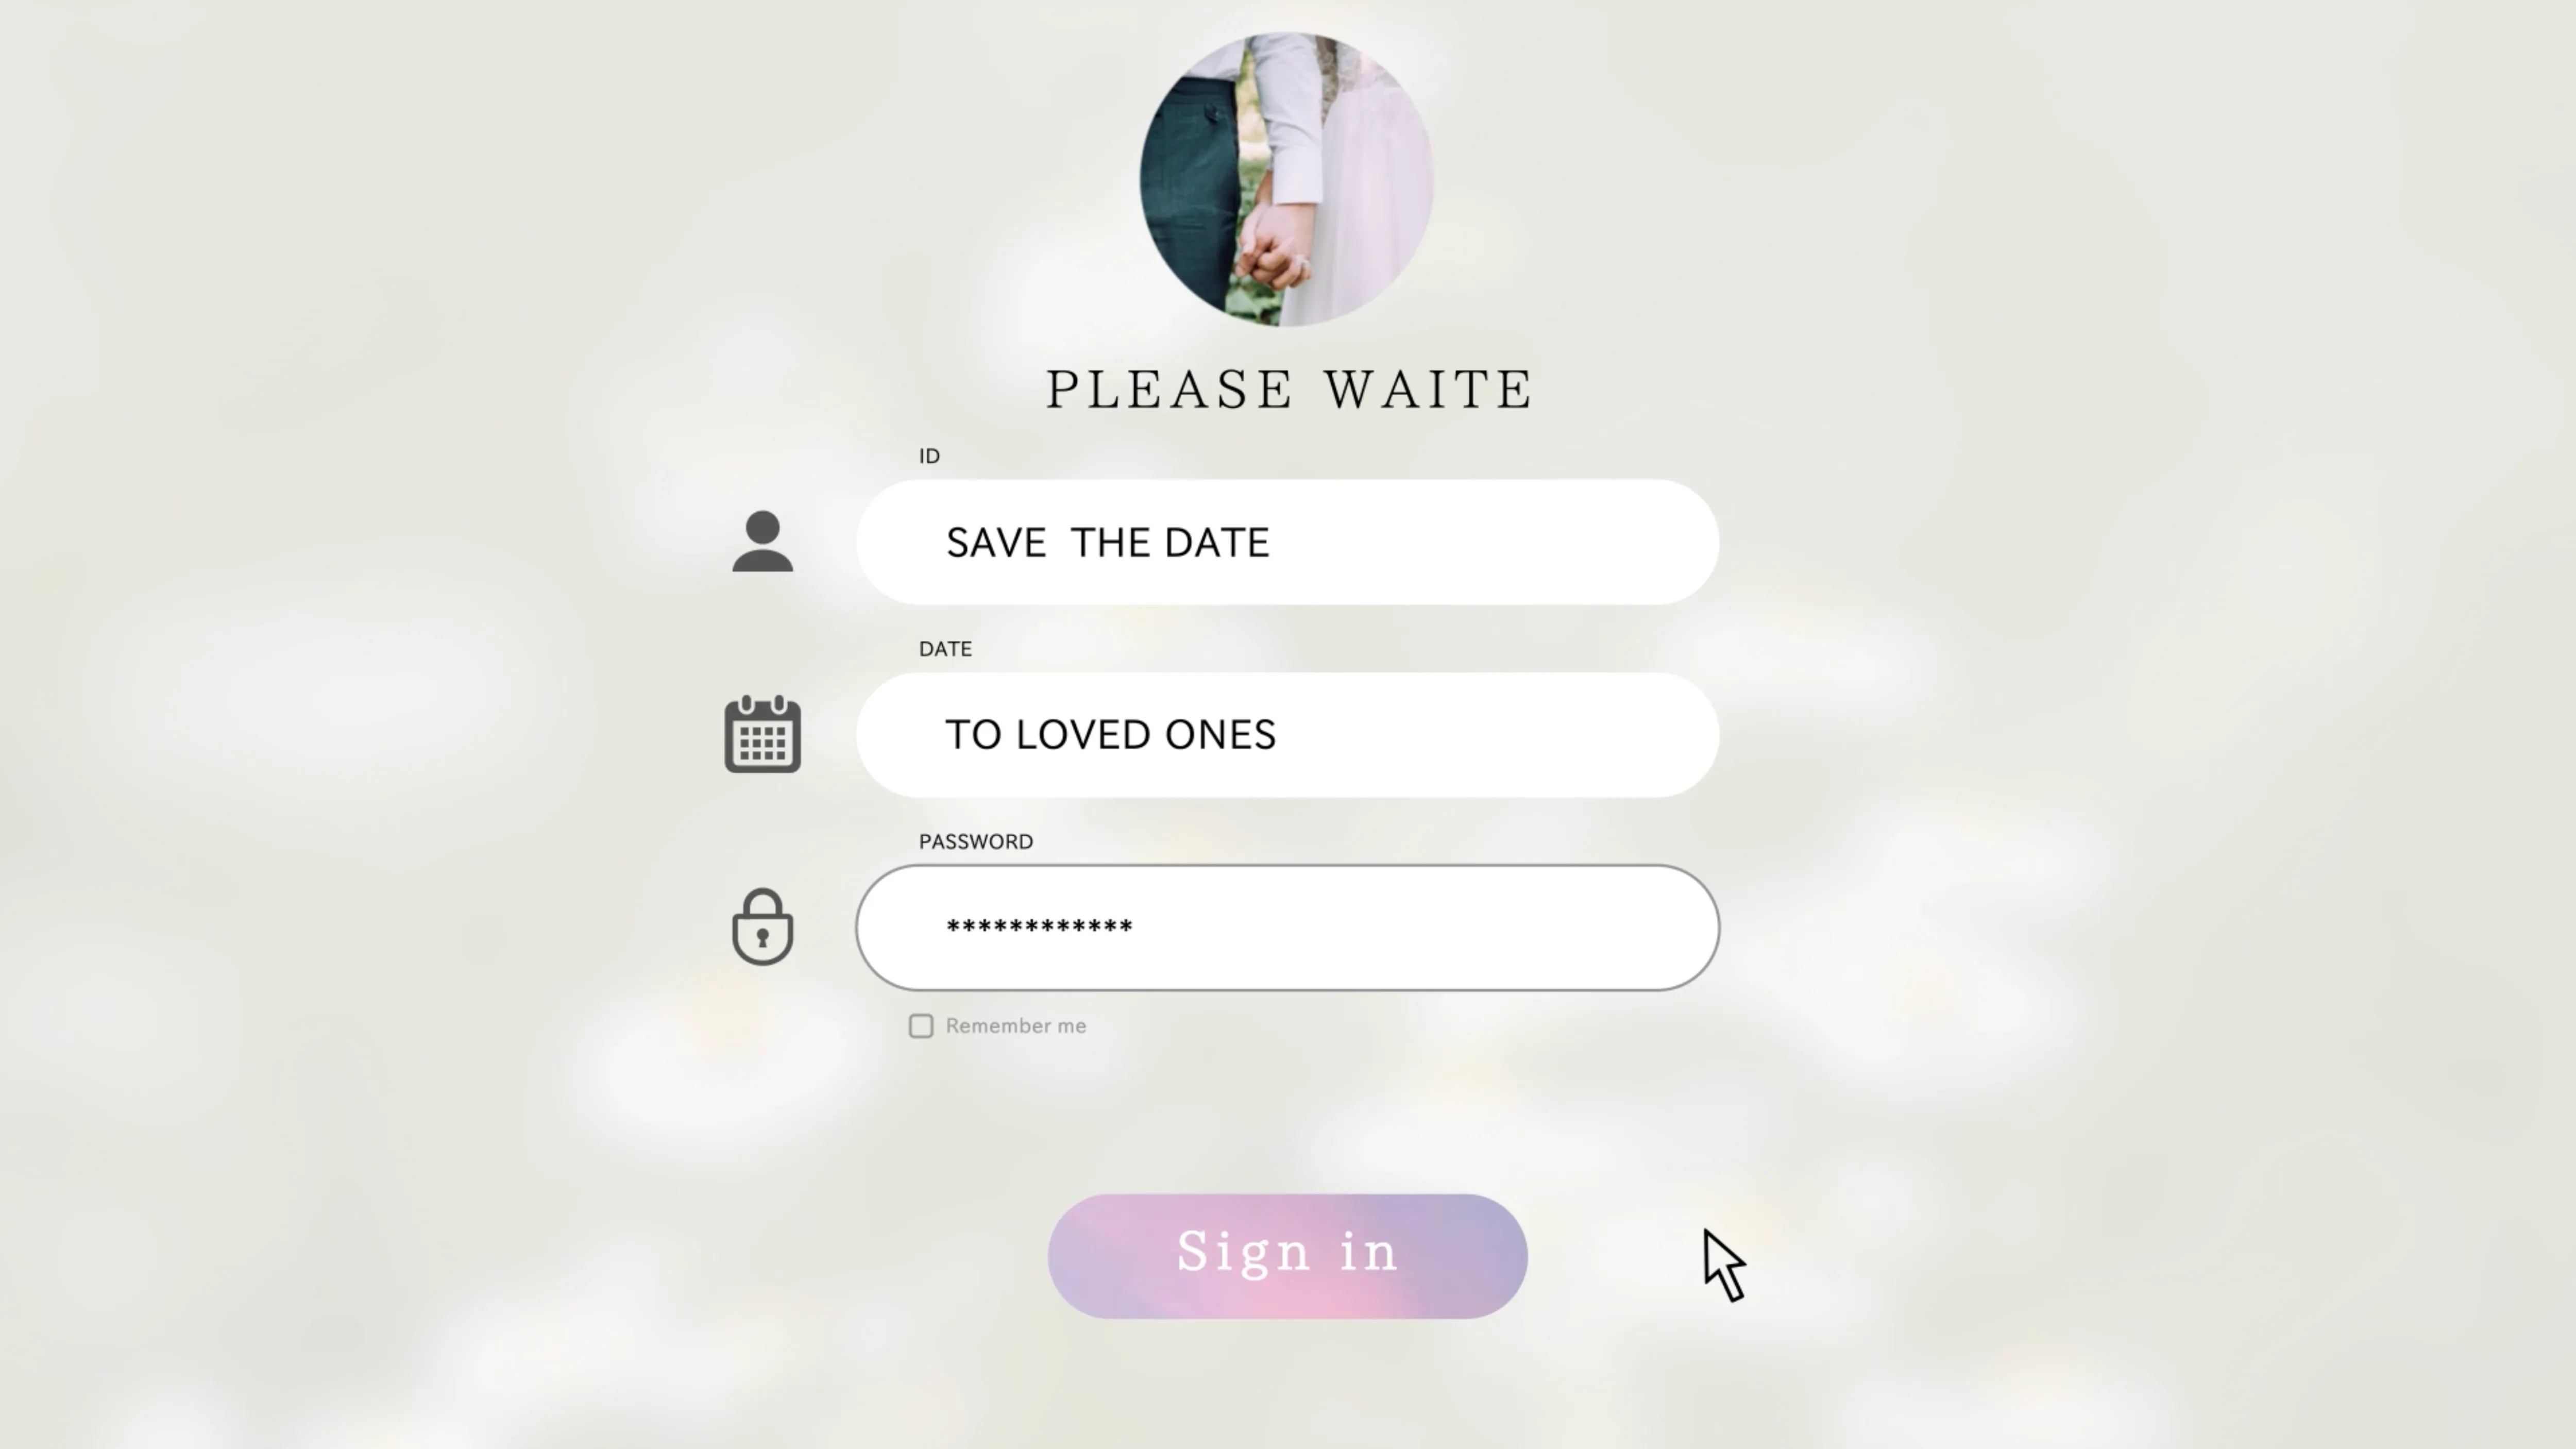 PLEASE WAITE
ID
SAVE  THE DATE
DATE
TO LOVED ONES
PASSWORD
************
Remember me
Sign in